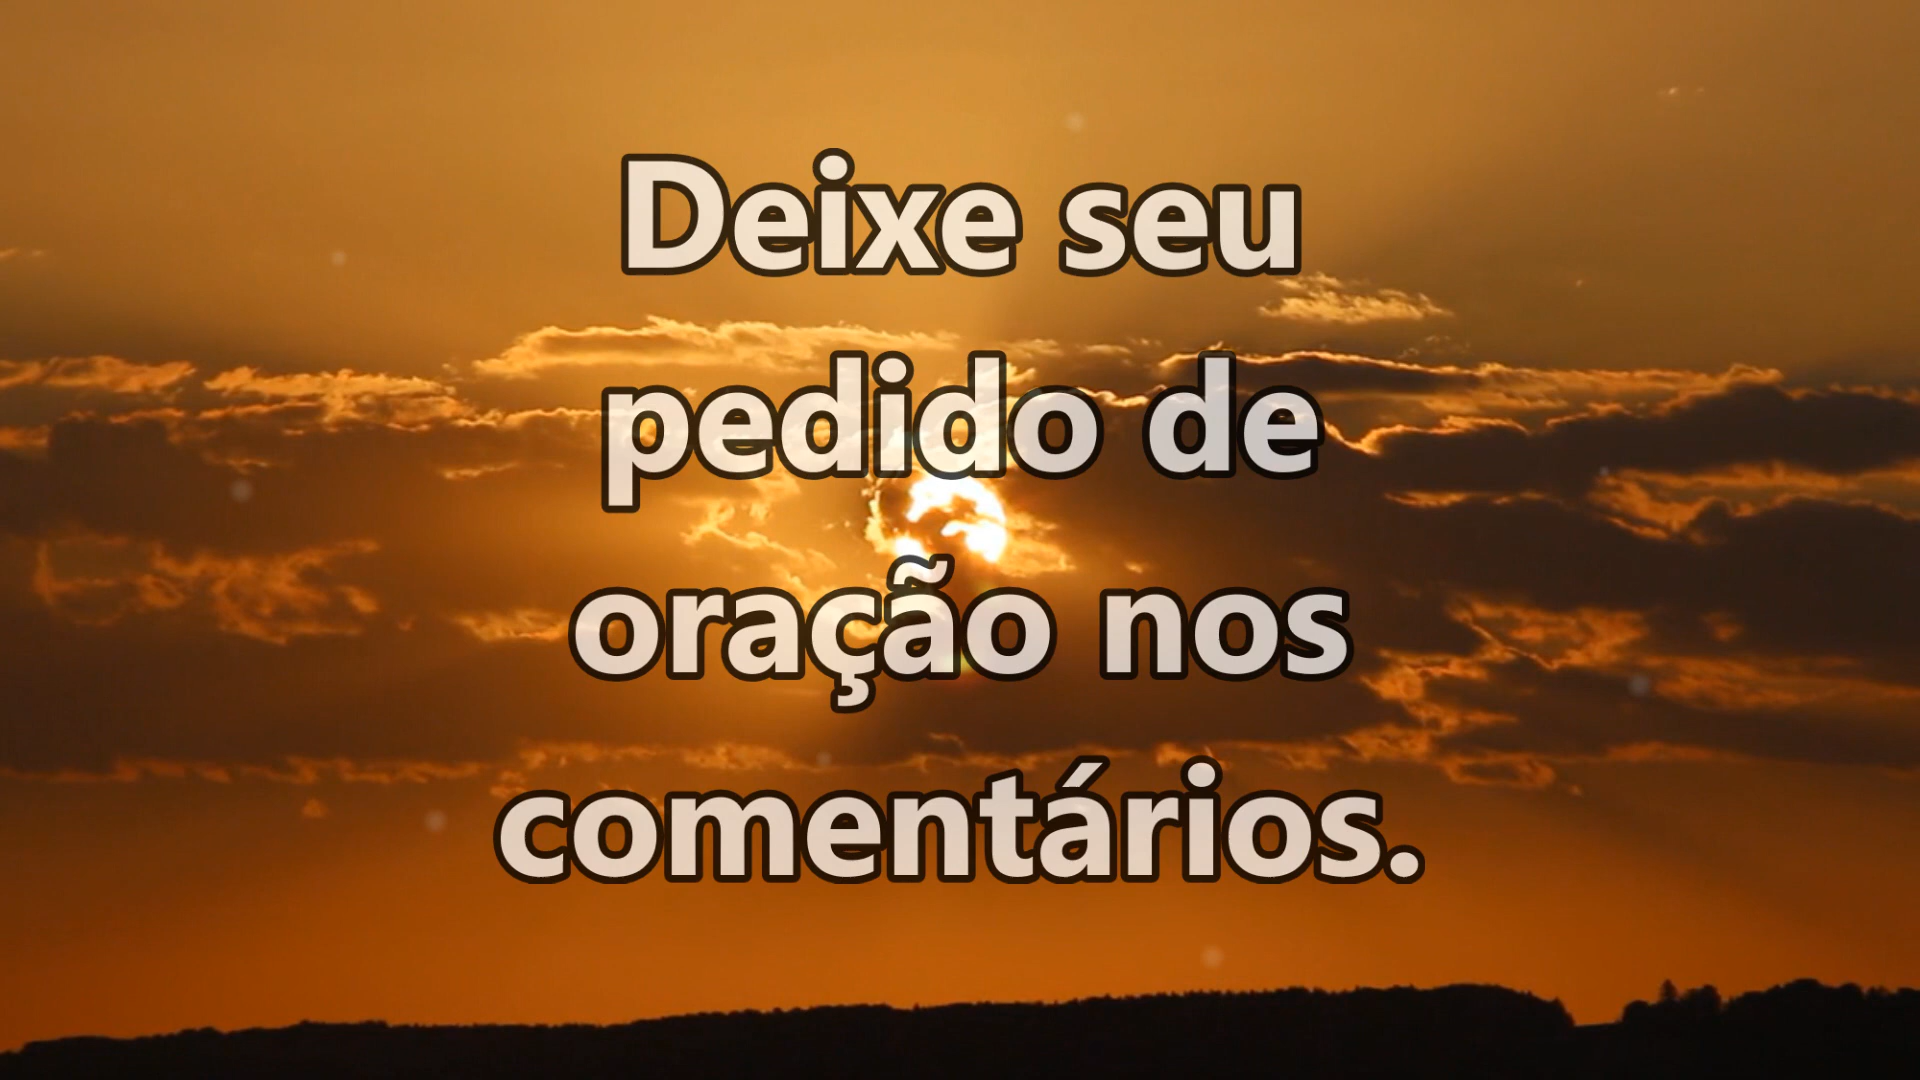 Deixe seu
pedido de
oração nos
comentários.